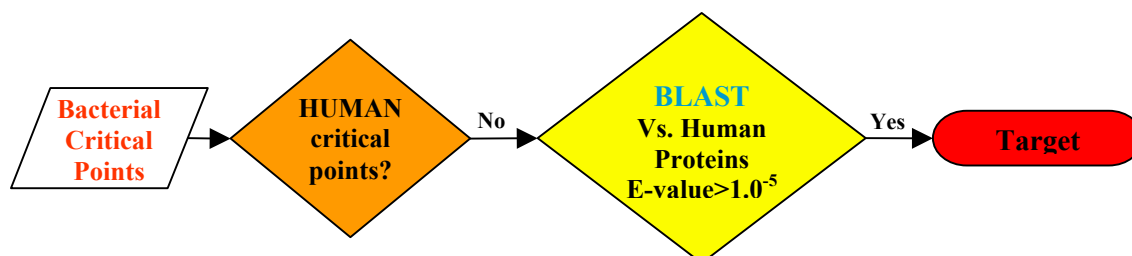 Bacterial
Critical
Points
HUMAN
critical
points?
No
BLAST
Vs. Human
Proteins
E-value>1.0⁻⁵
Yes
Target